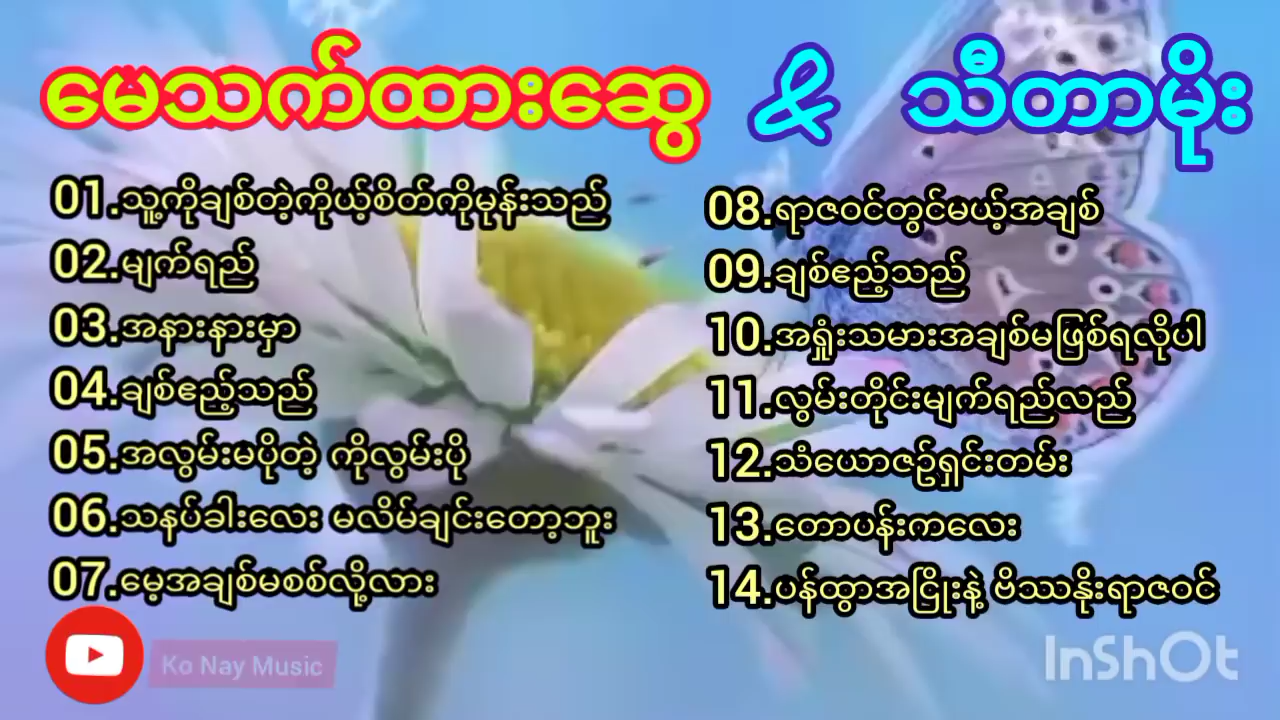 မေသက်ထားဆွေ & သီတာမိုး
01.သူ့ကိုချစ်တဲ့ကိုယ့်စိတ်ကိုမုန်းသည်
02.မျက်ရည်
03.အနားနားမှာ
04.ချစ်ဧည့်သည်
05.အလွမ်းမပိုတဲ့ ကိုလွမ်းပို
06.သနပ်ခါးလေး မလိမ်ချင်းတော့ဘူး
07.မေ့အချစ်မစစ်လို့လား
08.ရာဇဝင်တွင်မယ့်အချစ်
09.ချစ်ဧည့်သည်
10.အရှုံးသမားအချစ်မဖြစ်ရလိုပါ
11.လွမ်းတိုင်းမျက်ရည်လည်
12.သံယောဇဥ်ရှင်းတမ်း
13.တောပန်းကလေး
14.ပန်ထွာအငြိုးနဲ့ ဗိဿနိုးရာဇဝင်
Ko Nay Music
InShOt